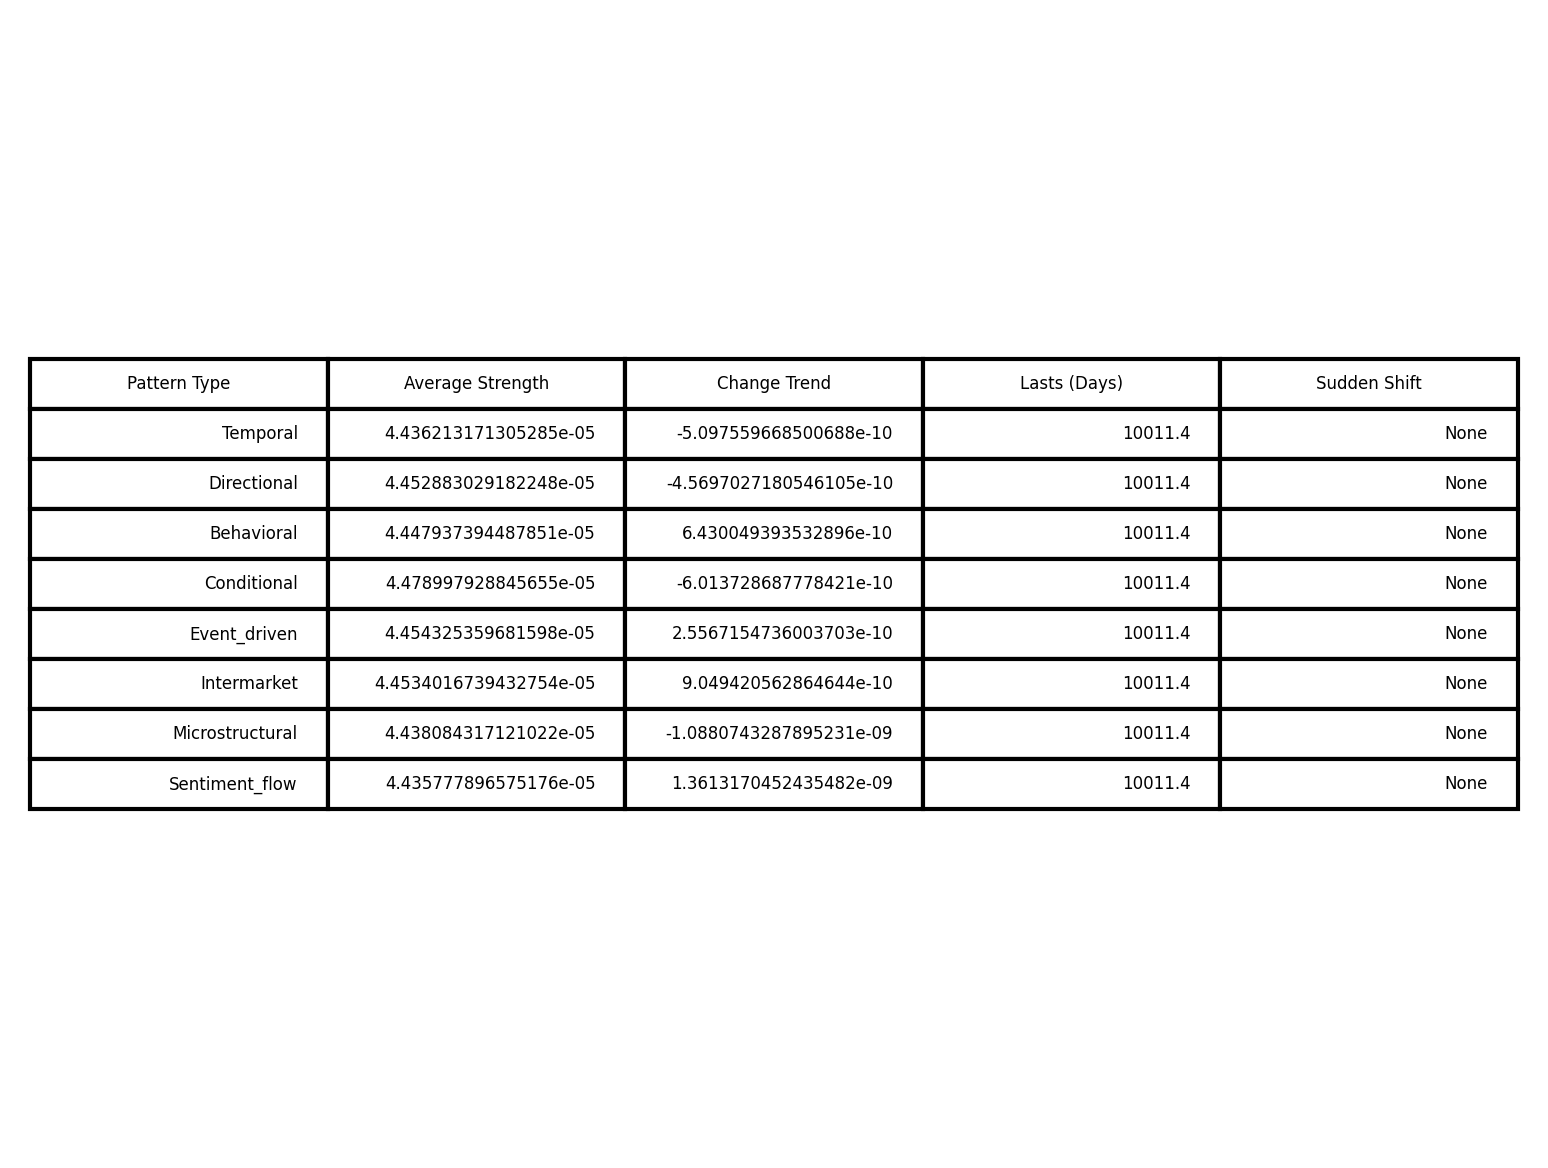 Pattern Type Average Strength Change Trend Lasts (Days) Sudden Shift
Temporal 4.436213171305285e-05 -5.097559668500688e-10 10011.4 None
Directional 4.452883029182248e-05 -4.5697027180546105e-10 10011.4 None
Behavioral 4.447937394487851e-05 6.430049393532896e-10 10011.4 None
Conditional 4.478997928845655e-05 -6.013728687778421e-10 10011.4 None
Event_driven 4.454325359681598e-05 2.5567154736003703e-10 10011.4 None
Intermarket 4.4534016739432754e-05 9.049420562864644e-10 10011.4 None
Microstructural 4.438084317121022e-05 -1.0880743287895231e-09 10011.4 None
Sentiment_flow 4.435777896575176e-05 1.3613170452435482e-09 10011.4 None